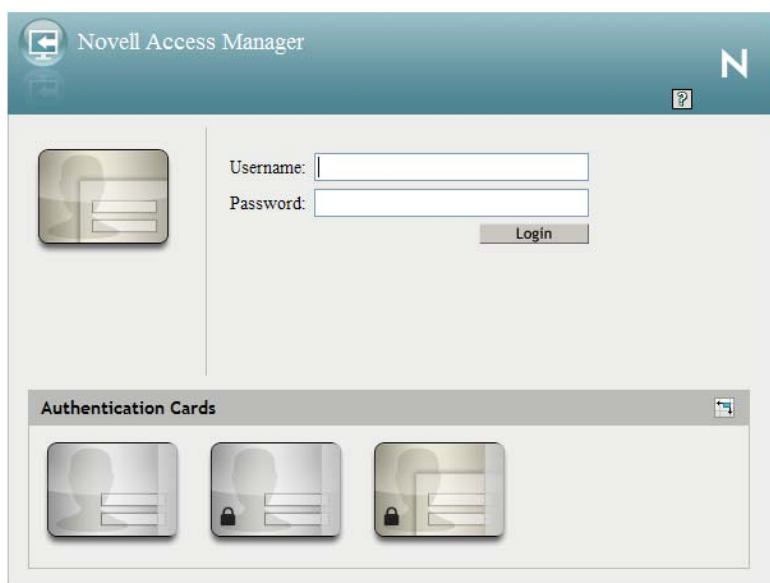 Novell Access Manager
N
?
Username:
Password:
Login
Authentication Cards